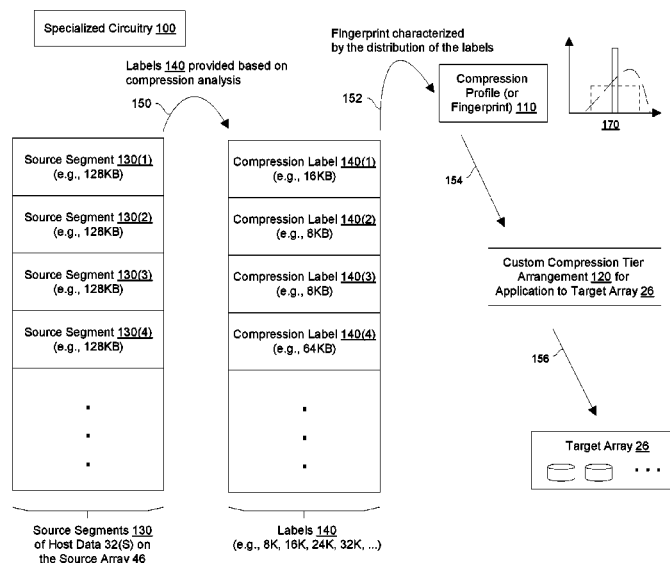 Specialized Circuitry 100
Labels 140 provided based on
compression analysis
150
Fingerprint characterized
by the distribution of the labels
152
Compression
Profile (or
Fingerprint) 110
170
154
Source Segment 130(1)
(e.g., 128KB)
Source Segment 130(2)
(e.g., 128KB)
Source Segment 130(3)
(e.g., 128KB)
Source Segment 130(4)
(e.g., 128KB)
Compression Label 140(1)
(e.g., 16KB)
Compression Label 140(2)
(e.g., 8KB)
Compression Label 140(3)
(e.g., 8KB)
Compression Label 140(4)
(e.g., 64KB)
Custom Compression Tier
Arrangement 120 for
Application to Target Array 26
156
Target Array 26
Source Segments 130
of Host Data 32(S) on
the Source Array 46
Labels 140
(e.g., 8K, 16K, 24K, 32K, ...)